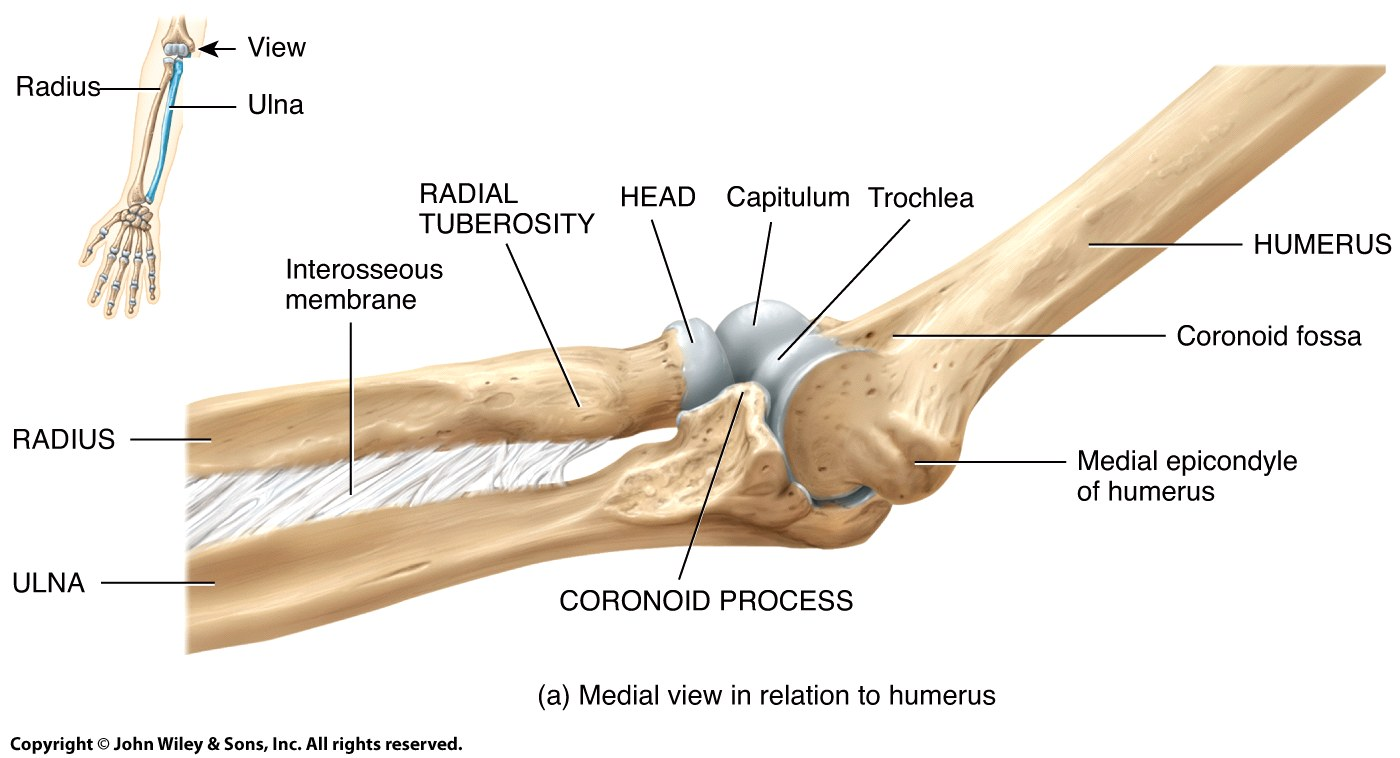 View
Radius
Ulna
RADIAL
TUBEROSITY
HEAD
Capitulum
Trochlea
HUMERUS
Interosseous
membrane
Coronoid fossa
RADIUS
Medial epicondyle
of humerus
ULNA
CORONOID PROCESS
(a) Medial view in relation to humerus
Copyright © John Wiley & Sons, Inc. All rights reserved.